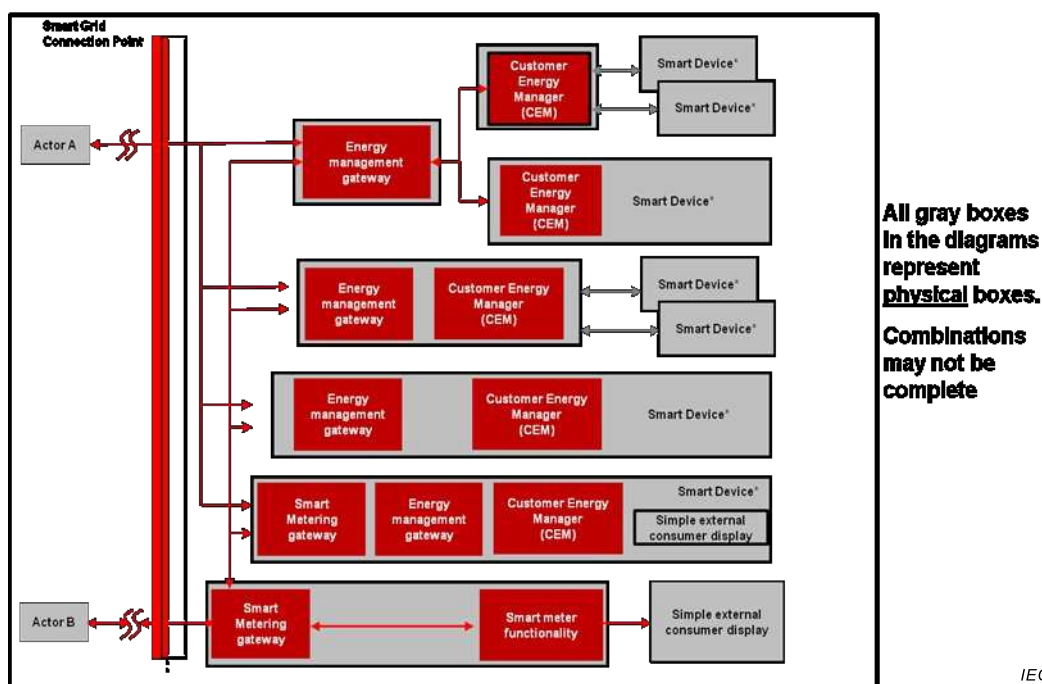 Smart Grid
Connection Point
Customer
Energy
Manager
(CEM)
Smart Device*
Smart Device*
Actor A
Energy
management
gateway
Customer
Energy
Manager
(CEM)
Smart Device*
All gray boxes
in the diagrams
represent
physical boxes.
Combinations
may not be
complete
Energy
management
gateway
Customer Energy
Manager
(CEM)
Smart Device*
Smart Device*
Energy
management
gateway
Customer Energy
Manager
(CEM)
Smart Device*
Smart
Metering
gateway
Energy
management
gateway
Customer Energy
Manager
(CEM)
Smart Device*
Simple external
consumer display
Actor B
Smart
Metering
gateway
Smart meter
functionality
Simple external
consumer display